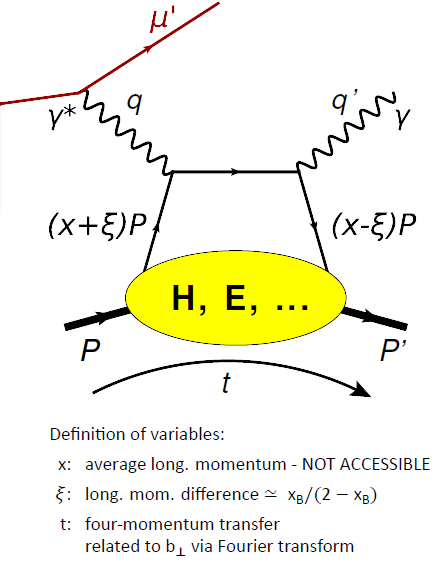 μ'
γ* q q' γ
(x+ξ)P (x-ξ)P
H, E, ...
P P'
t
Definition of variables:
x: average long. momentum - NOT ACCESSIBLE
ξ: long. mom. difference ≃ x_B/(2 − x_B)
t: four-momentum transfer
related to b_⊥ via Fourier transform